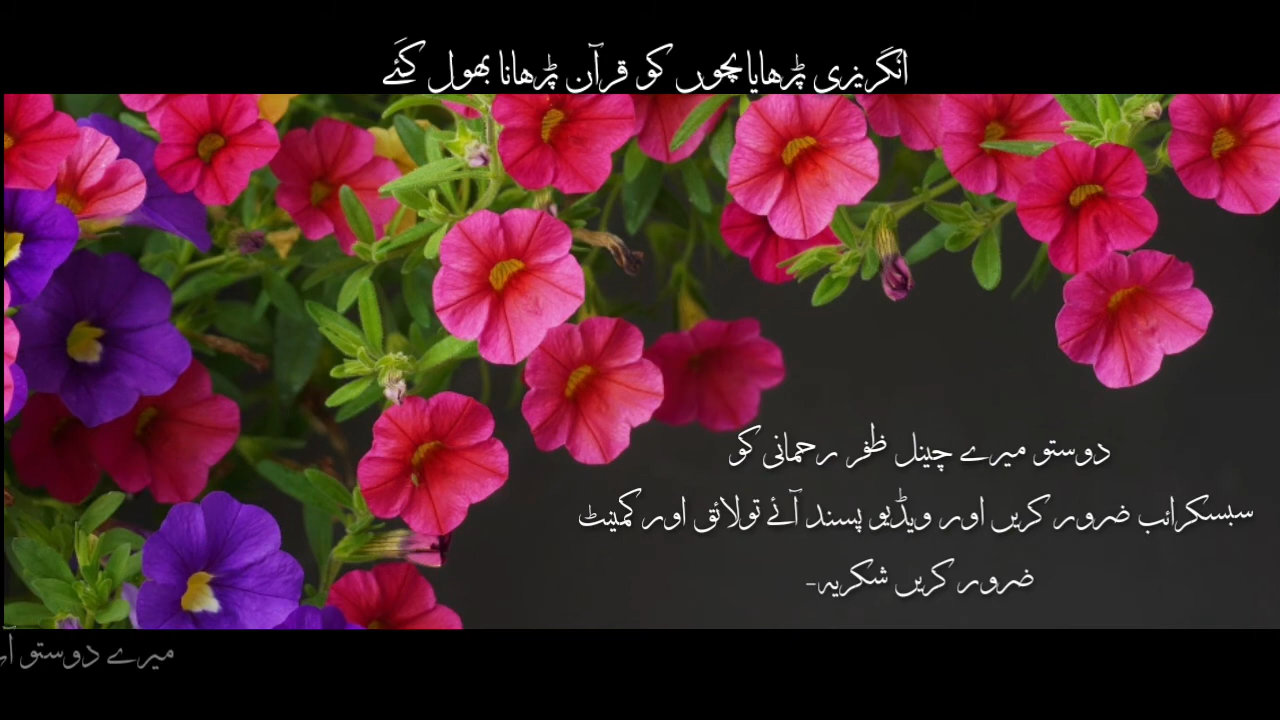 انگریزی پڑھایا بچوں کو قرآن پڑھانا بھول گئے
دوستو میرے چینل ظفر رحمانی کو
سبسکرائب ضرور کریں اور ویڈیو پسند آئے تو لائق اور کمینٹ
ضرور کریں شکریہ-
میرے دوستو